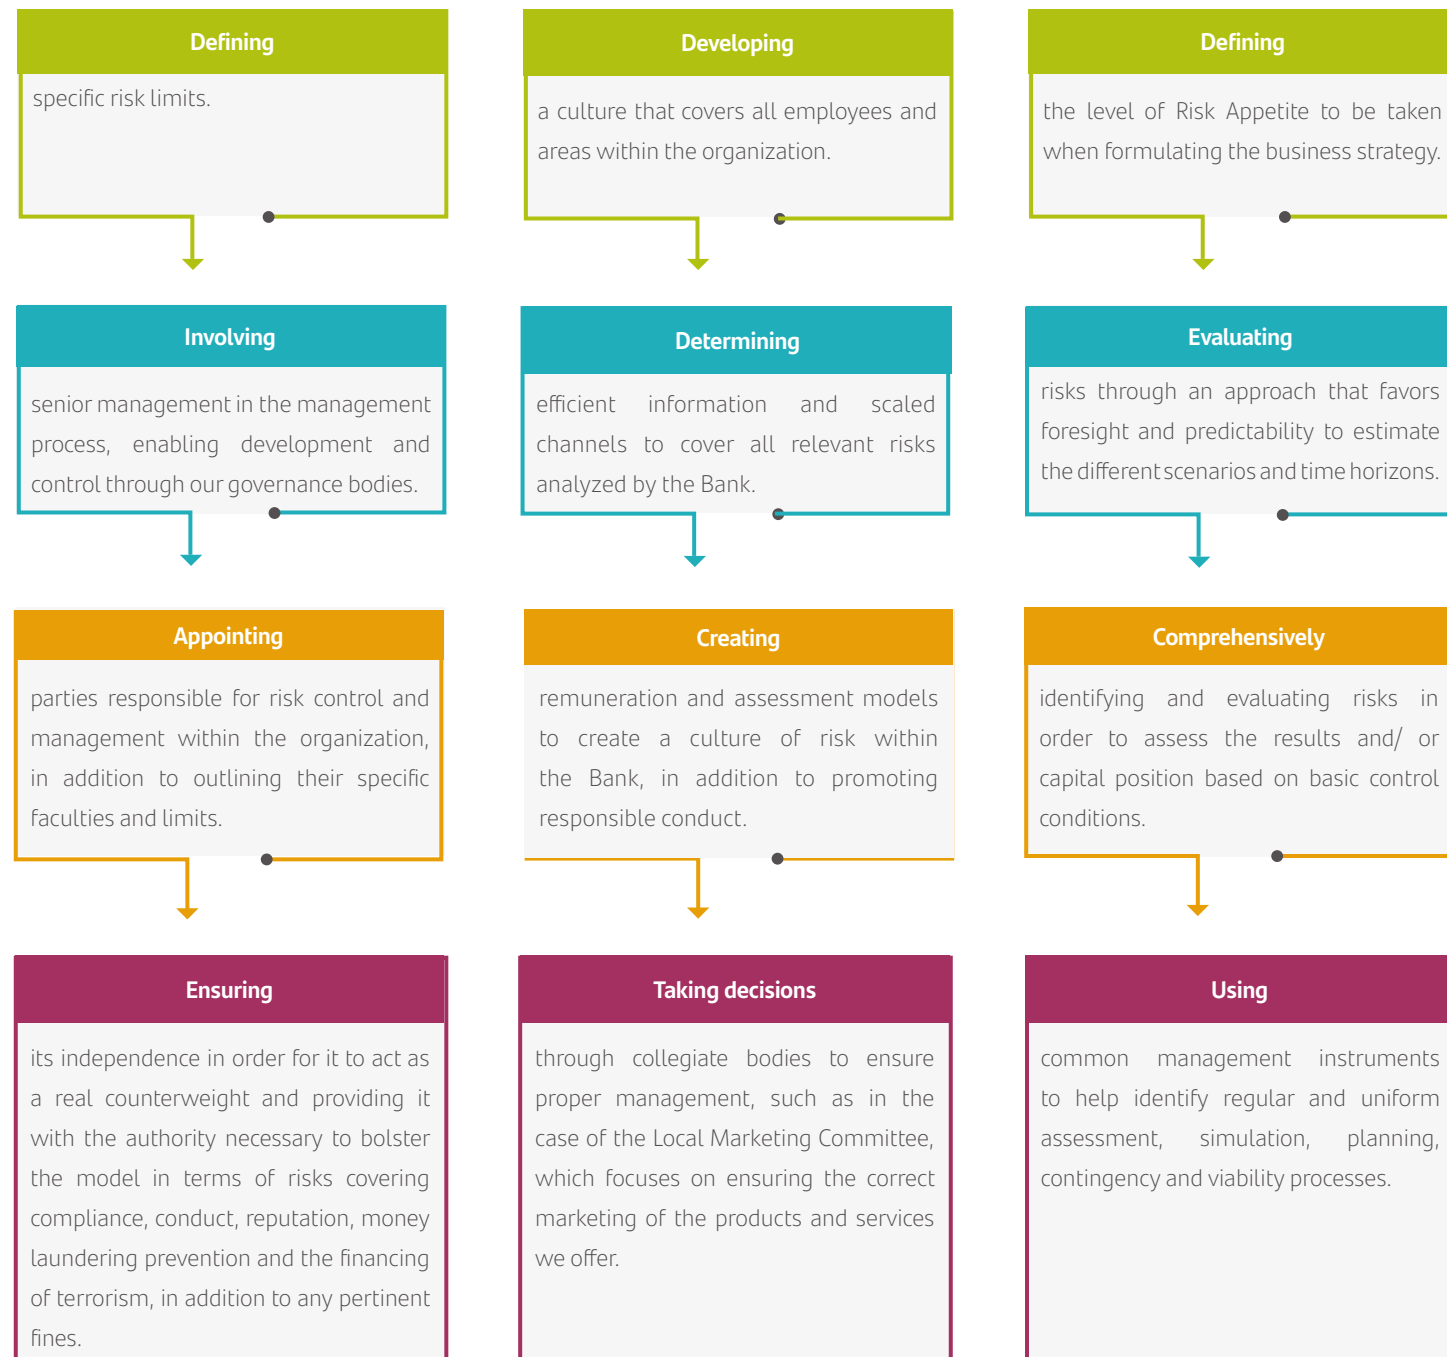 Defining
specific risk limits.
Developing
a culture that covers all employees and
areas within the organization.
Defining
the level of Risk Appetite to be taken
when formulating the business strategy.
Involving
senior management in the management
process, enabling development and
control through our governance bodies.
Determining
efficient information and scaled
channels to cover all relevant risks
analyzed by the Bank.
Evaluating
risks through an approach that favors
foresight and predictability to estimate
the different scenarios and time horizons.
Appointing
parties responsible for risk control and
management within the organization,
in addition to outlining their specific
faculties and limits.
Creating
remuneration and assessment models
to create a culture of risk within
the Bank, in addition to promoting
responsible conduct.
Comprehensively
identifying and evaluating risks in
order to assess the results and/ or
capital position based on basic control
conditions.
Ensuring
its independence in order for it to act as
a real counterweight and providing it
with the authority necessary to bolster
the model in terms of risks covering
compliance, conduct, reputation, money
laundering prevention and the financing
of terrorism, in addition to any pertinent
fines.
Taking decisions
through collegiate bodies to ensure
proper management, such as in the
case of the Local Marketing Committee,
which focuses on ensuring the correct
marketing of the products and services
we offer.
Using
common management instruments
to help identify regular and uniform
assessment, simulation, planning,
contingency and viability processes.